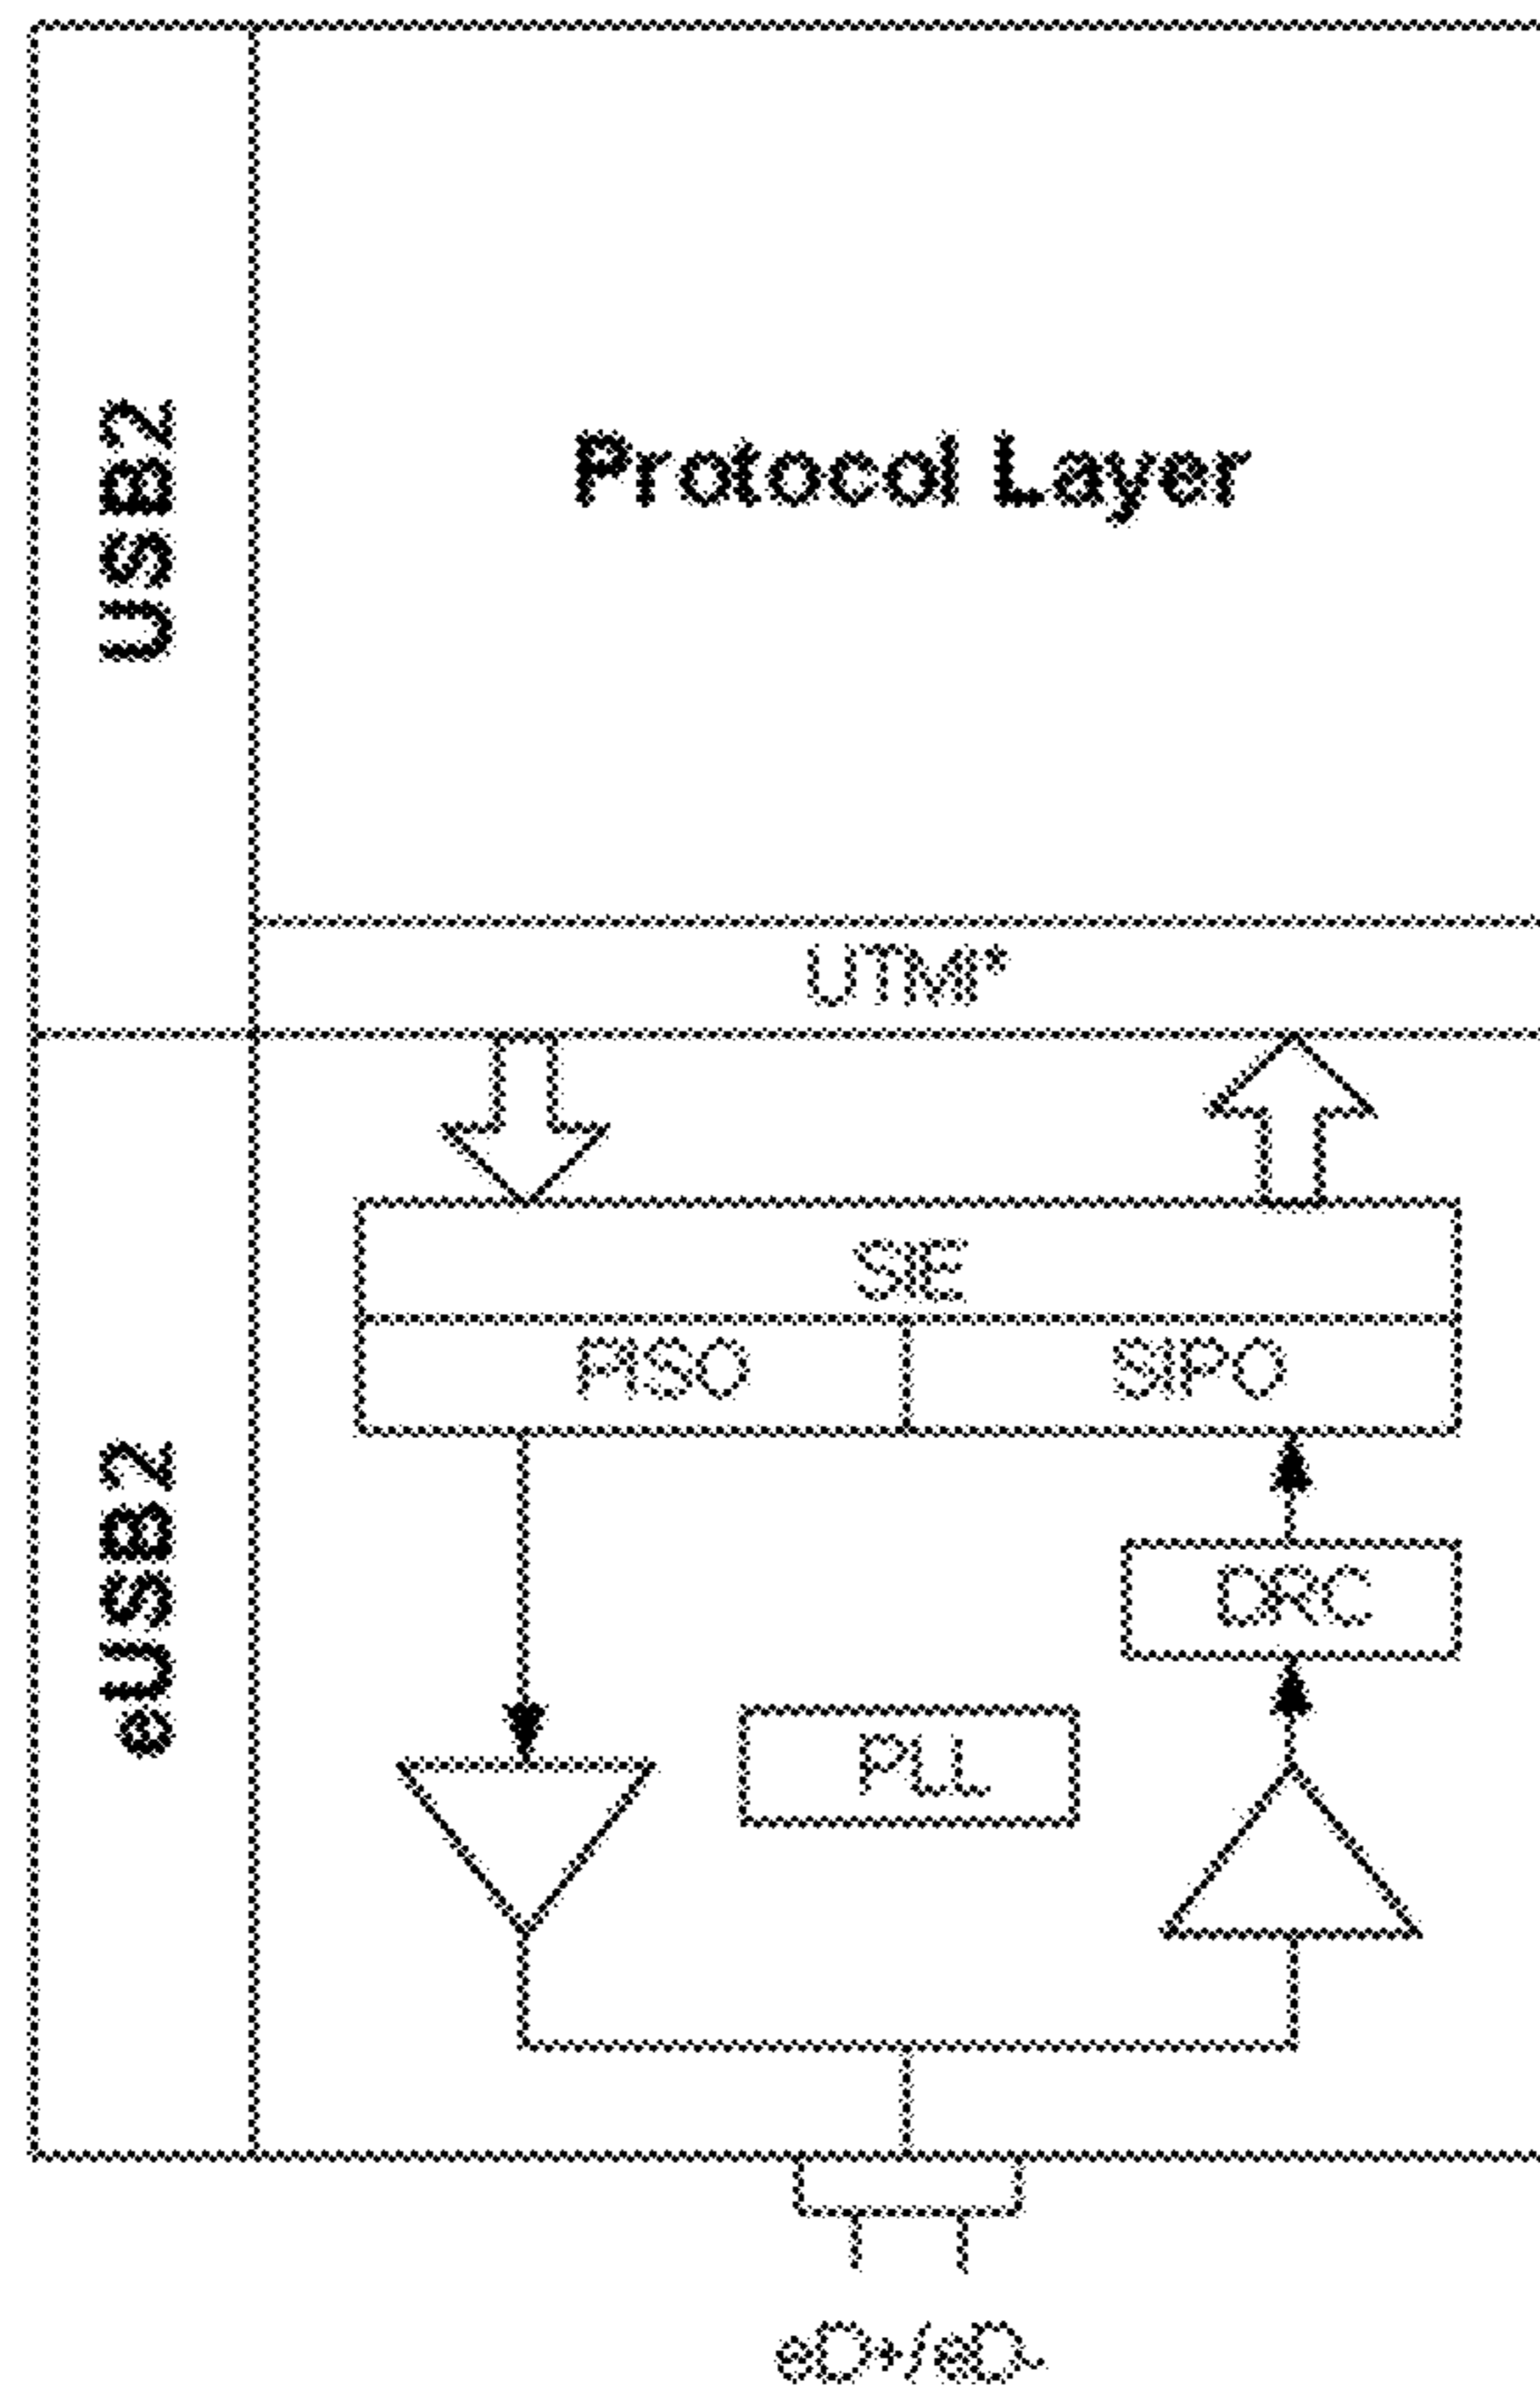 USB2
Protocol Layer
UTMI*
eUSB2
SIE
PISO
SIPO
DRC
PLL
eD+/eD-